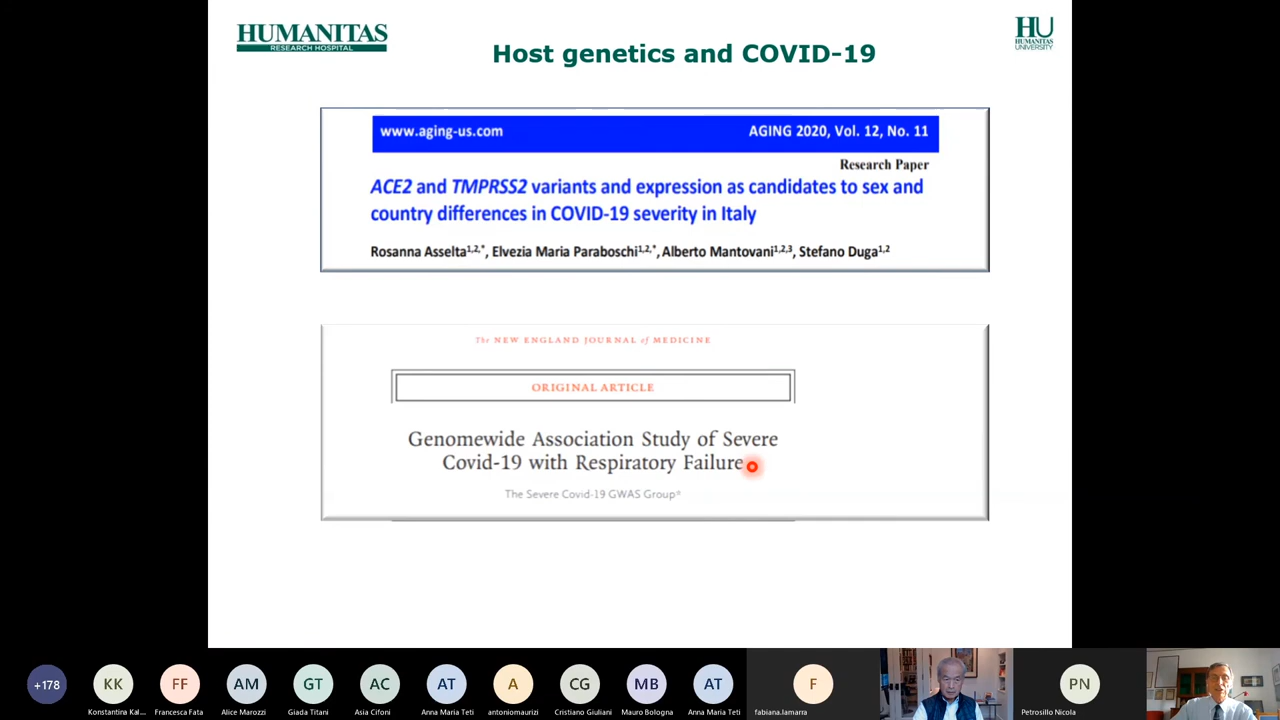 HUMANITAS
RESEARCH HOSPITAL
Host genetics and COVID-19
HU
HUMANITAS
UNIVERSITY
www.aging-us.com AGING 2020, Vol. 12, No. 11
Research Paper
ACE2 and TMPRSS2 variants and expression as candidates to sex and
country differences in COVID-19 severity in Italy
Rosanna Asselta1,2,*, Elvezia Maria Paraboschi1,2,*, Alberto Mantovani1,2,3, Stefano Duga1,2
The NEW ENGLAND JOURNAL of MEDICINE
ORIGINAL ARTICLE
Genomewide Association Study of Severe
Covid-19 with Respiratory Failure
The Severe Covid-19 GWAS Group*
+178 KK FF AM GT AC AT A CG MB AT F PN
Konstantina Kal... Francesca Fata Alice Marozzi Giada Titani Asia Cifoni Anna Maria Teti antoniomaurizi Cristiano Giuliani Mauro Bologna Anna Maria Teti fabiana.lamarra Petrosillo Nicola